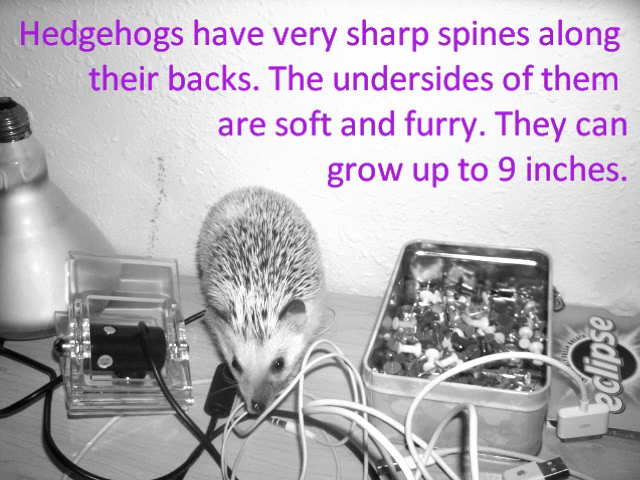 Hedgehogs have very sharp spines along
their backs. The undersides of them
are soft and furry. They can
grow up to 9 inches.
eclipse